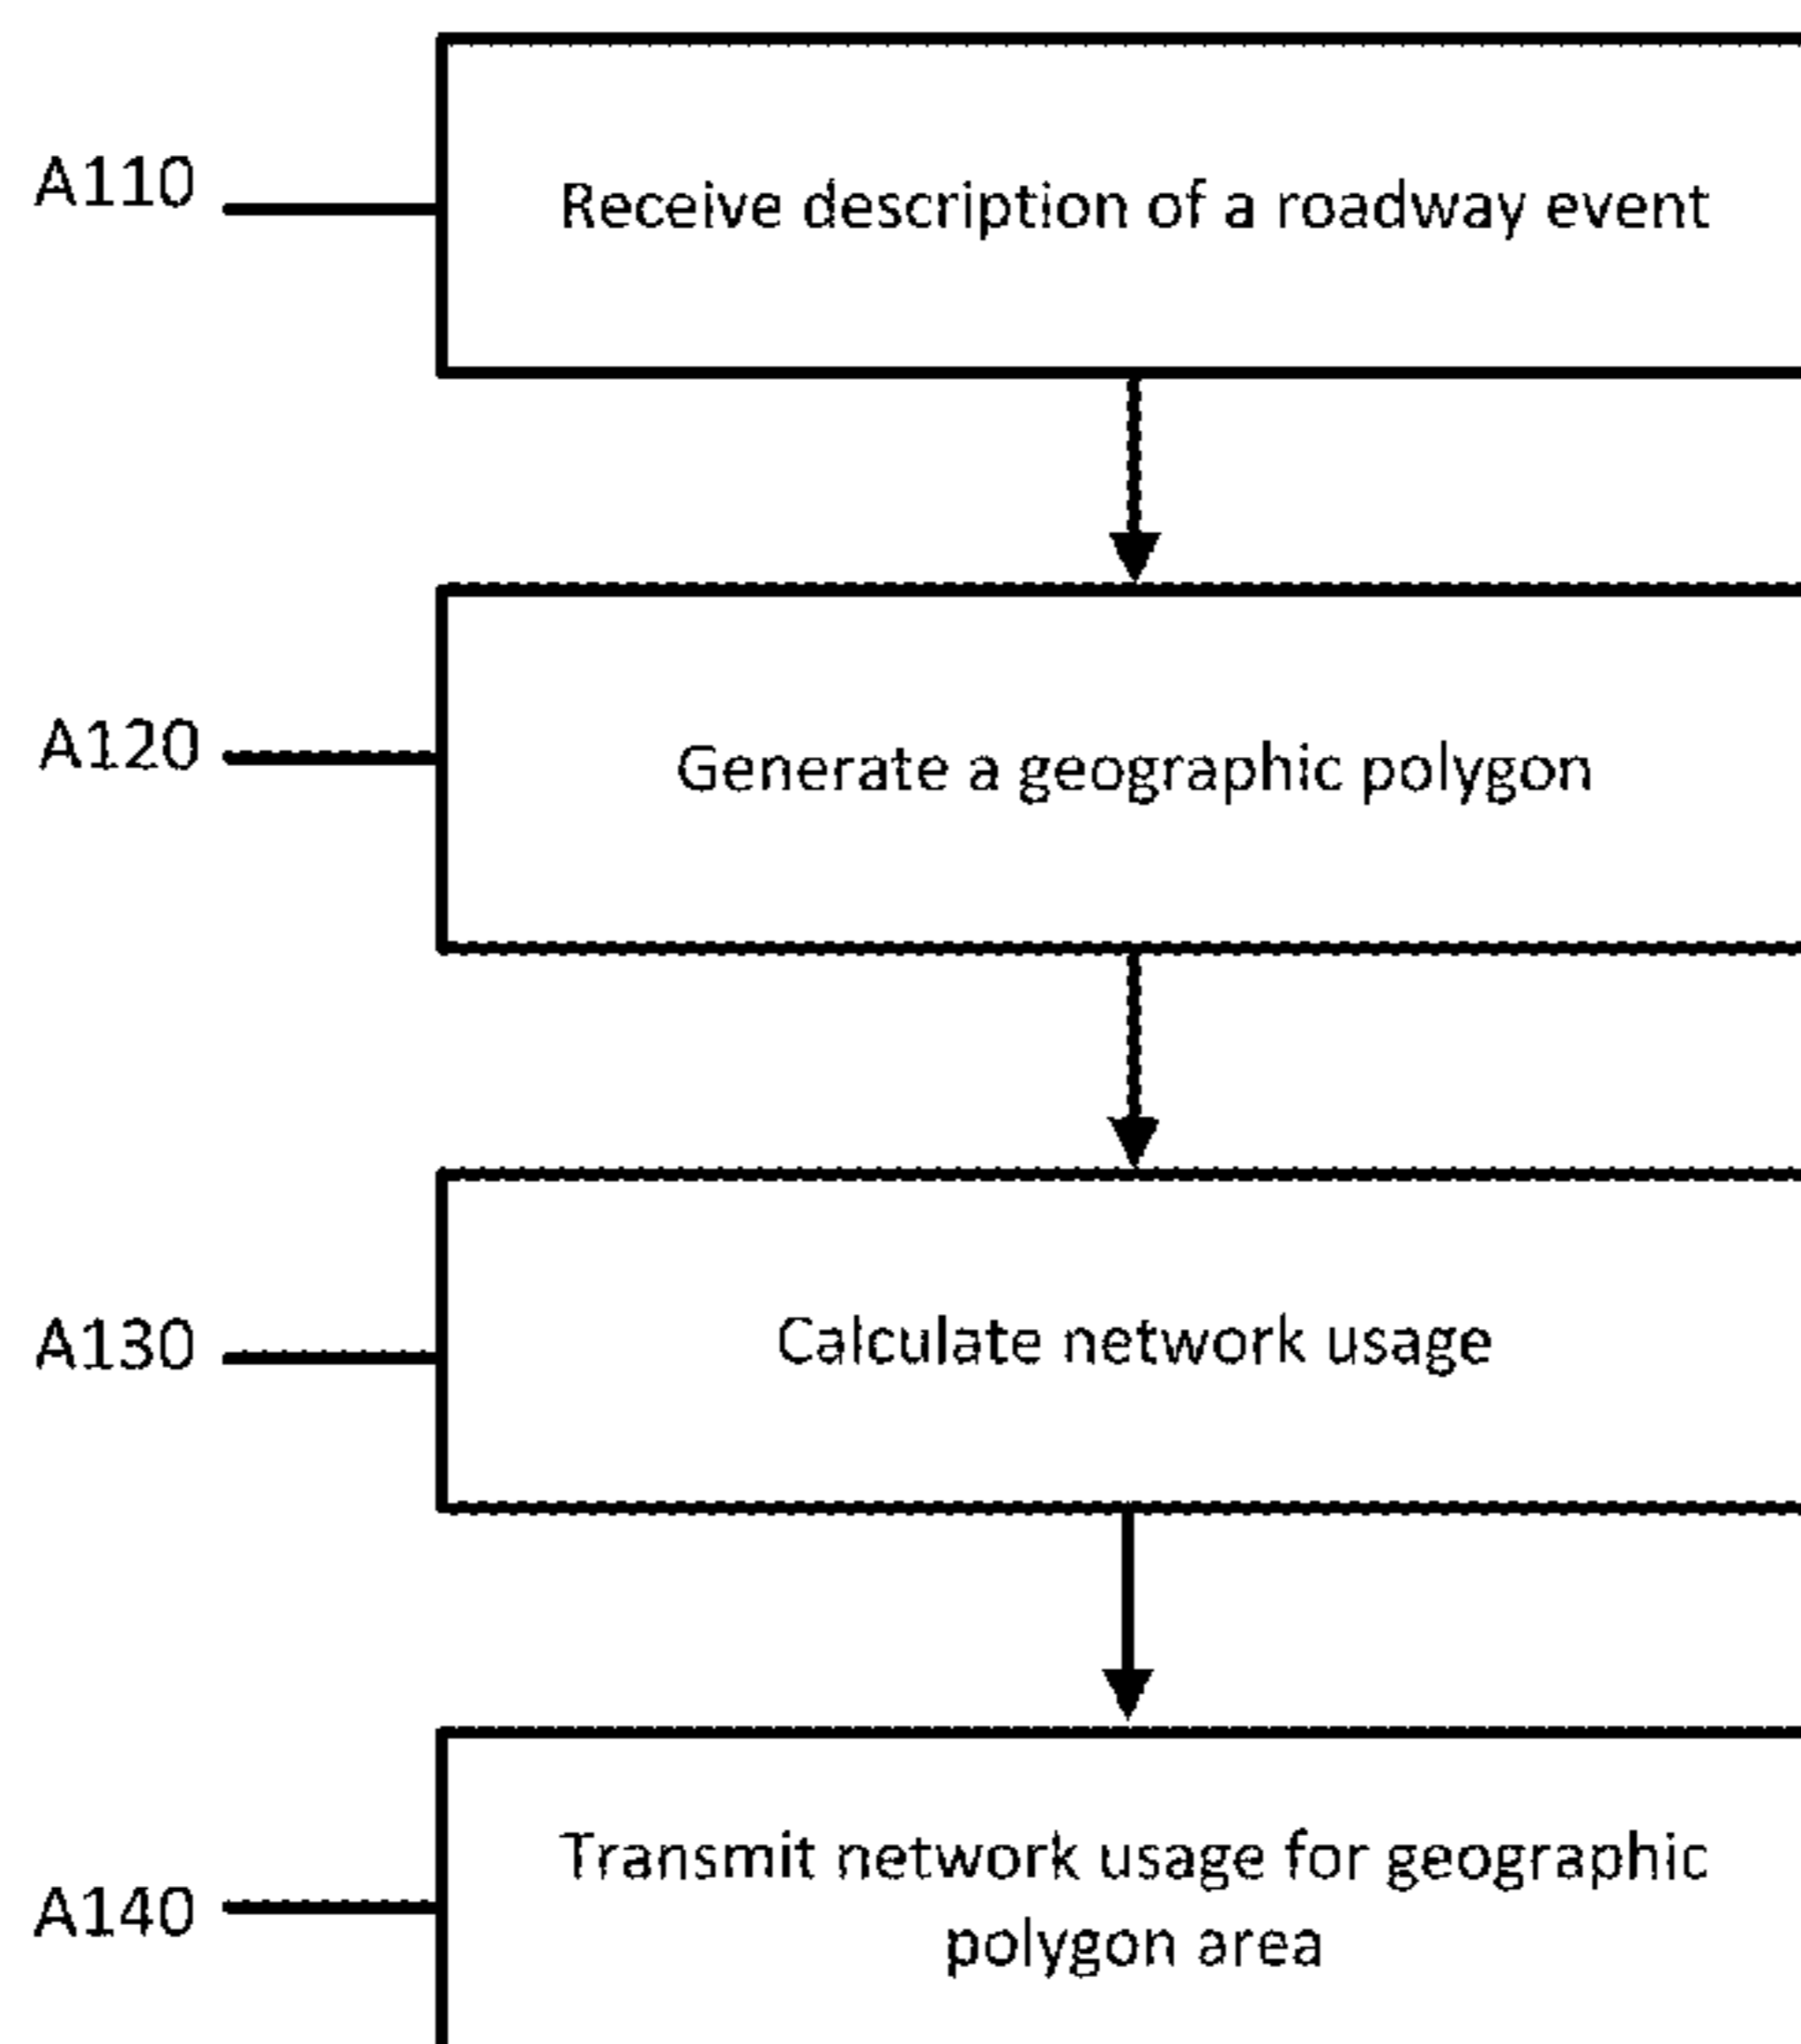 A110
Receive description of a roadway event
A120
Generate a geographic polygon
A130
Calculate network usage
A140
Transmit network usage for geographic
polygon area